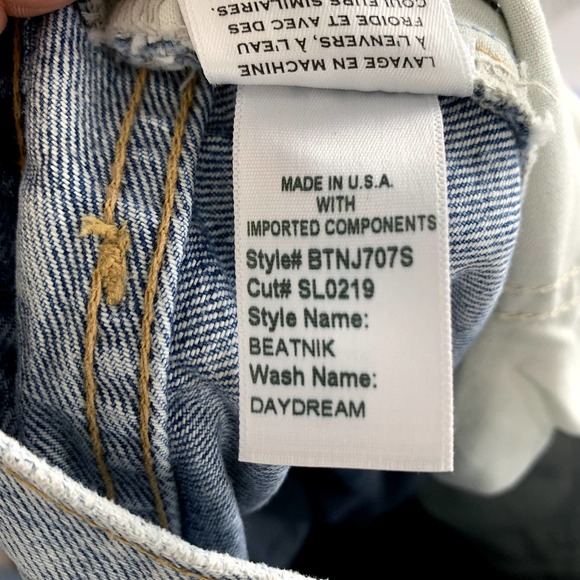 COULEURS SIMILAIRES.
FROIDE ET AVEC DES
À L'ENVERS, À L'EAU
LAVAGE EN MACHINE
MADE IN U.S.A.
WITH
IMPORTED COMPONENTS
Style# BTNJ707S
Cut# SL0219
Style Name:
BEATNIK
Wash Name:
DAYDREAM